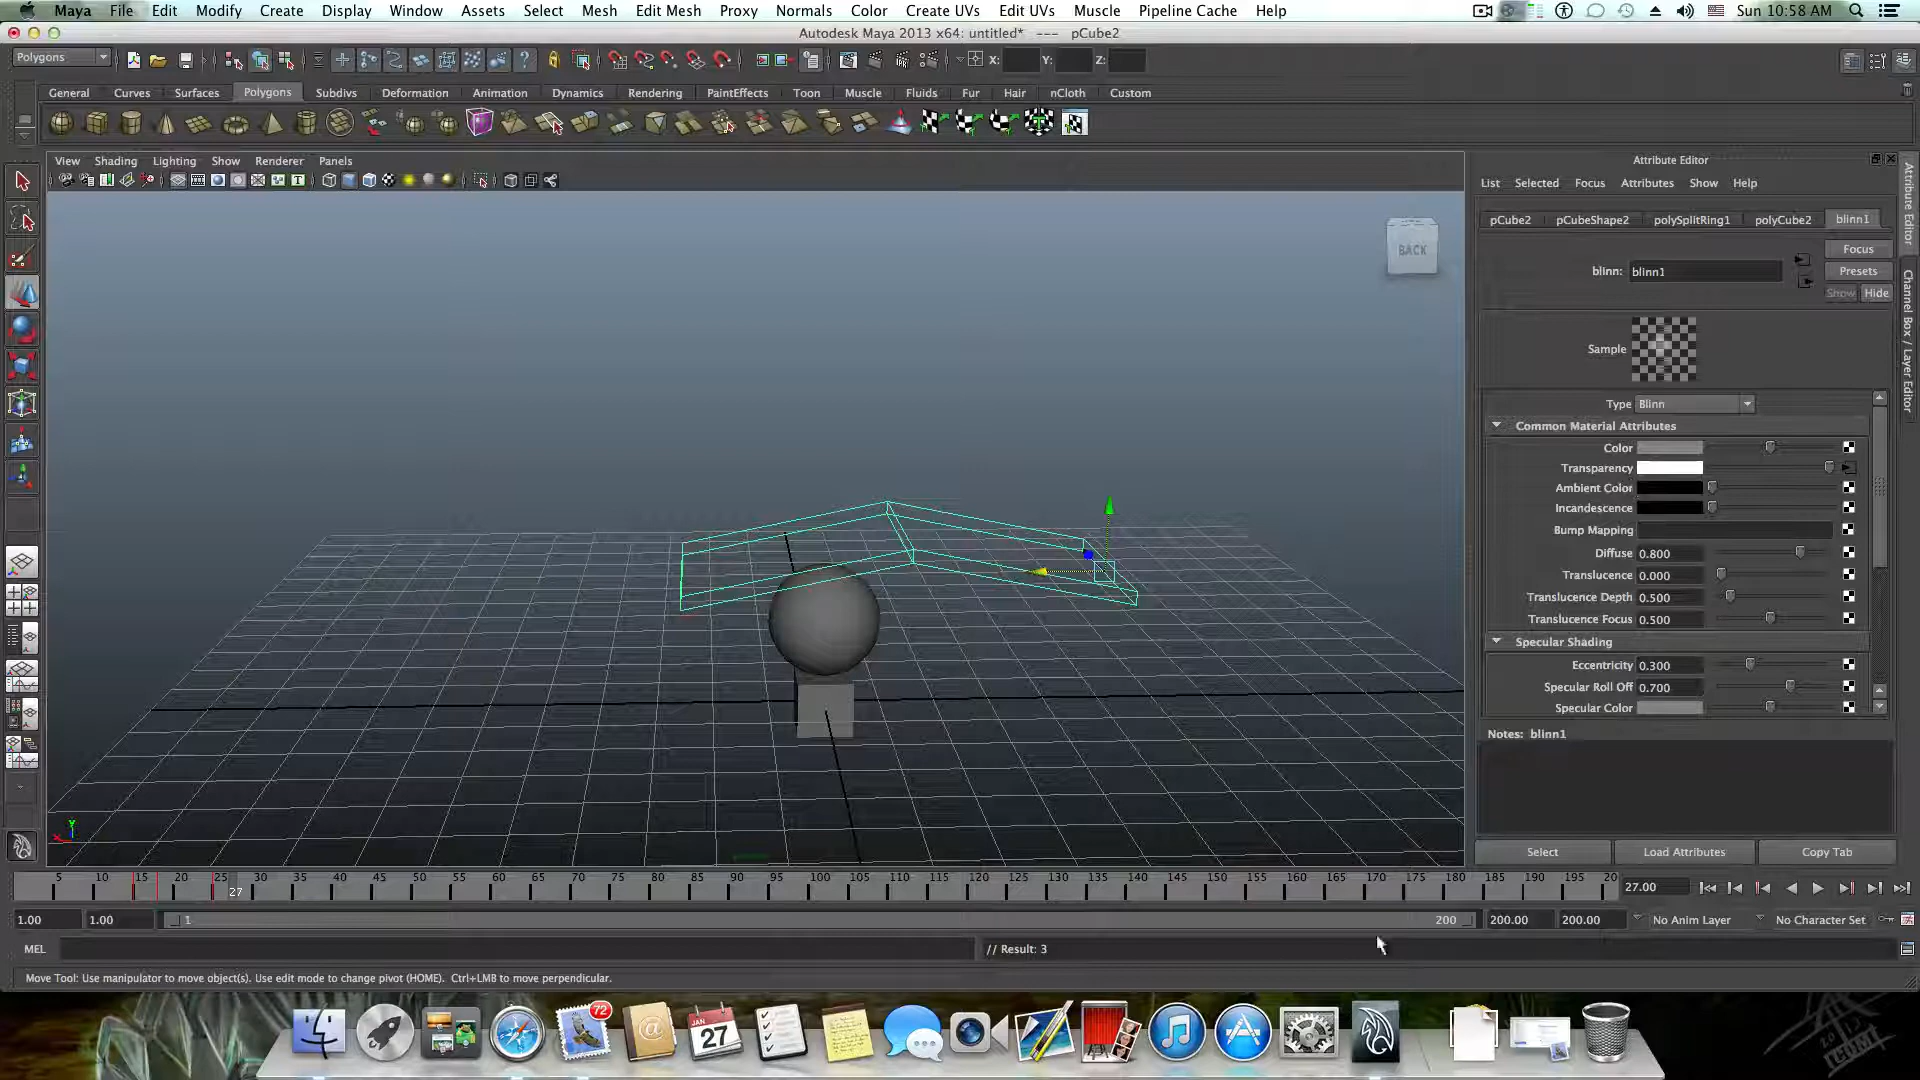 Maya File Edit Modify Create Display Window Assets Select Mesh Edit Mesh Proxy Normals Color Create UVs Edit UVs Muscle Pipeline Cache Help Sun 10:58 AM
Autodesk Maya 2013 x64: untitled* --- pCube2
Polygons X: Y: Z:
General Curves Surfaces Polygons Subdivs Deformation Animation Dynamics Rendering PaintEffects Toon Muscle Fluids Fur Hair nCloth Custom
View Shading Lighting Show Renderer Panels
BACK
Attribute Editor
List Selected Focus Attributes Show Help
pCube2 pCubeShape2 polySplitRing1 polyCube2 blinn1
Focus
blinn: blinn1 Presets
Show Hide
Sample
Type Blinn
Common Material Attributes
Color
Transparency
Ambient Color
Incandescence
Bump Mapping
Diffuse 0.800
Translucence 0.000
Translucence Depth 0.500
Translucence Focus 0.500
Specular Shading
Eccentricity 0.300
Specular Roll Off 0.700
Specular Color
Notes: blinn1
Select Load Attributes Copy Tab
Attribute Editor
Channel Box / Layer Editor
5 10 15 20 25 30 35 40 45 50 55 60 65 70 75 80 85 90 95 100 105 110 115 120 125 130 135 140 145 150 155 160 165 170 175 180 185 190 195 20
27 27.00
1.00 1.00 1 200 200.00 200.00 No Anim Layer No Character Set
MEL // Result: 3
Move Tool: Use manipulator to move object(s). Use edit mode to change pivot (HOME). Ctrl+LMB to move perpendicular.
72
JAN
27